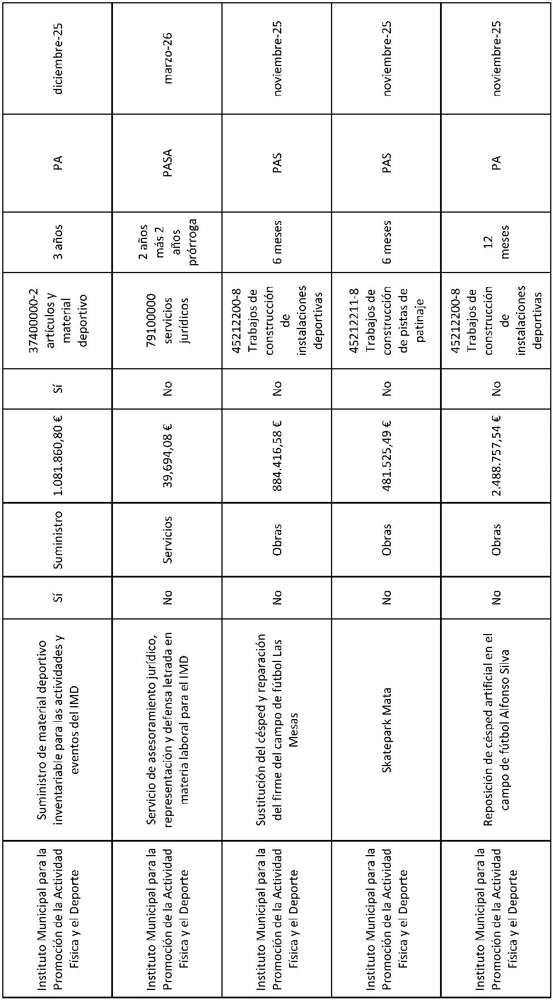 Instituto Municipal para la
Promoción de la Actividad
Física y el Deporte
Suministro de material deportivo
inventariable para las actividades y
eventos del IMD
Sí
Suministro
1.081.860,80 €
Sí
37400000-2
artículos y
material
deportivo
3 años
PA
diciembre-25
Instituto Municipal para la
Promoción de la Actividad
Física y el Deporte
Servicio de asesoramiento jurídico,
representación y defensa letrada en
materia laboral para el IMD
No
Servicios
39,694,08 €
No
79100000
servicios
jurídicos
2 años
más 2
años
prórroga
PASA
marzo-26
Instituto Municipal para la
Promoción de la Actividad
Física y el Deporte
Sustitución del césped y reparación
del firme del campo de fútbol Las
Mesas
No
Obras
884.416,58 €
No
45212200-8
Trabajos de
construcción
de
instalaciones
deportivas
6 meses
PAS
noviembre-25
Instituto Municipal para la
Promoción de la Actividad
Física y el Deporte
Skatepark Mata
No
Obras
481.525,49 €
No
45212211-8
Trabajos de
construcción
de pistas de
patinaje
6 meses
PAS
noviembre-25
Instituto Municipal para la
Promoción de la Actividad
Física y el Deporte
Reposición de césped artificial en el
campo de fútbol Alfonso Silva
No
Obras
2.488.757,54 €
No
45212200-8
Trabajos de
construcción
de
instalaciones
deportivas
12
meses
PA
noviembre-25